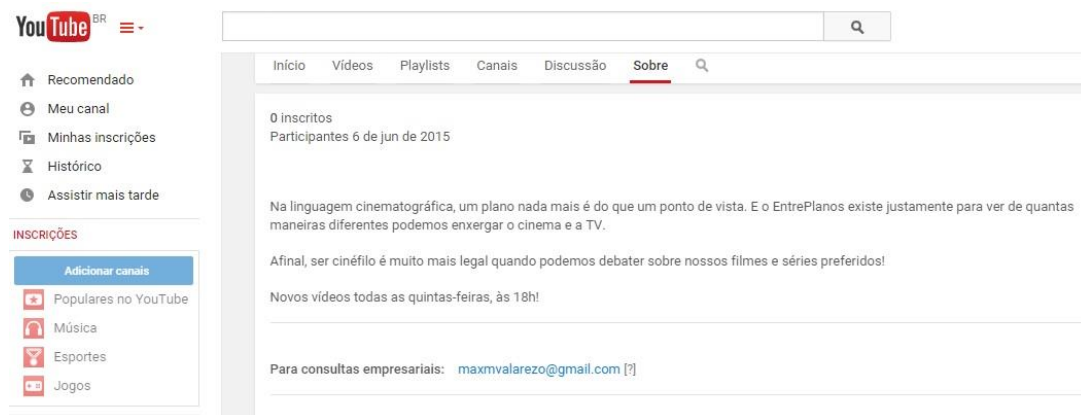 YouTube BR
Início Vídeos Playlists Canais Discussão Sobre
Recomendado
Meu canal
Minhas inscrições
Histórico
Assistir mais tarde
INSCRIÇÕES
Adicionar canais
Populares no YouTube
Música
Esportes
Jogos
0 inscritos
Participantes 6 de jun de 2015
Na linguagem cinematográfica, um plano nada mais é do que um ponto de vista. E o EntrePlanos existe justamente para ver de quantas
maneiras diferentes podemos enxergar o cinema e a TV.
Afinal, ser cinéfilo é muito mais legal quando podemos debater sobre nossos filmes e séries preferidos!
Novos vídeos todas as quintas-feiras, às 18h!
Para consultas empresariais: maxmvalarezo@gmail.com [?]